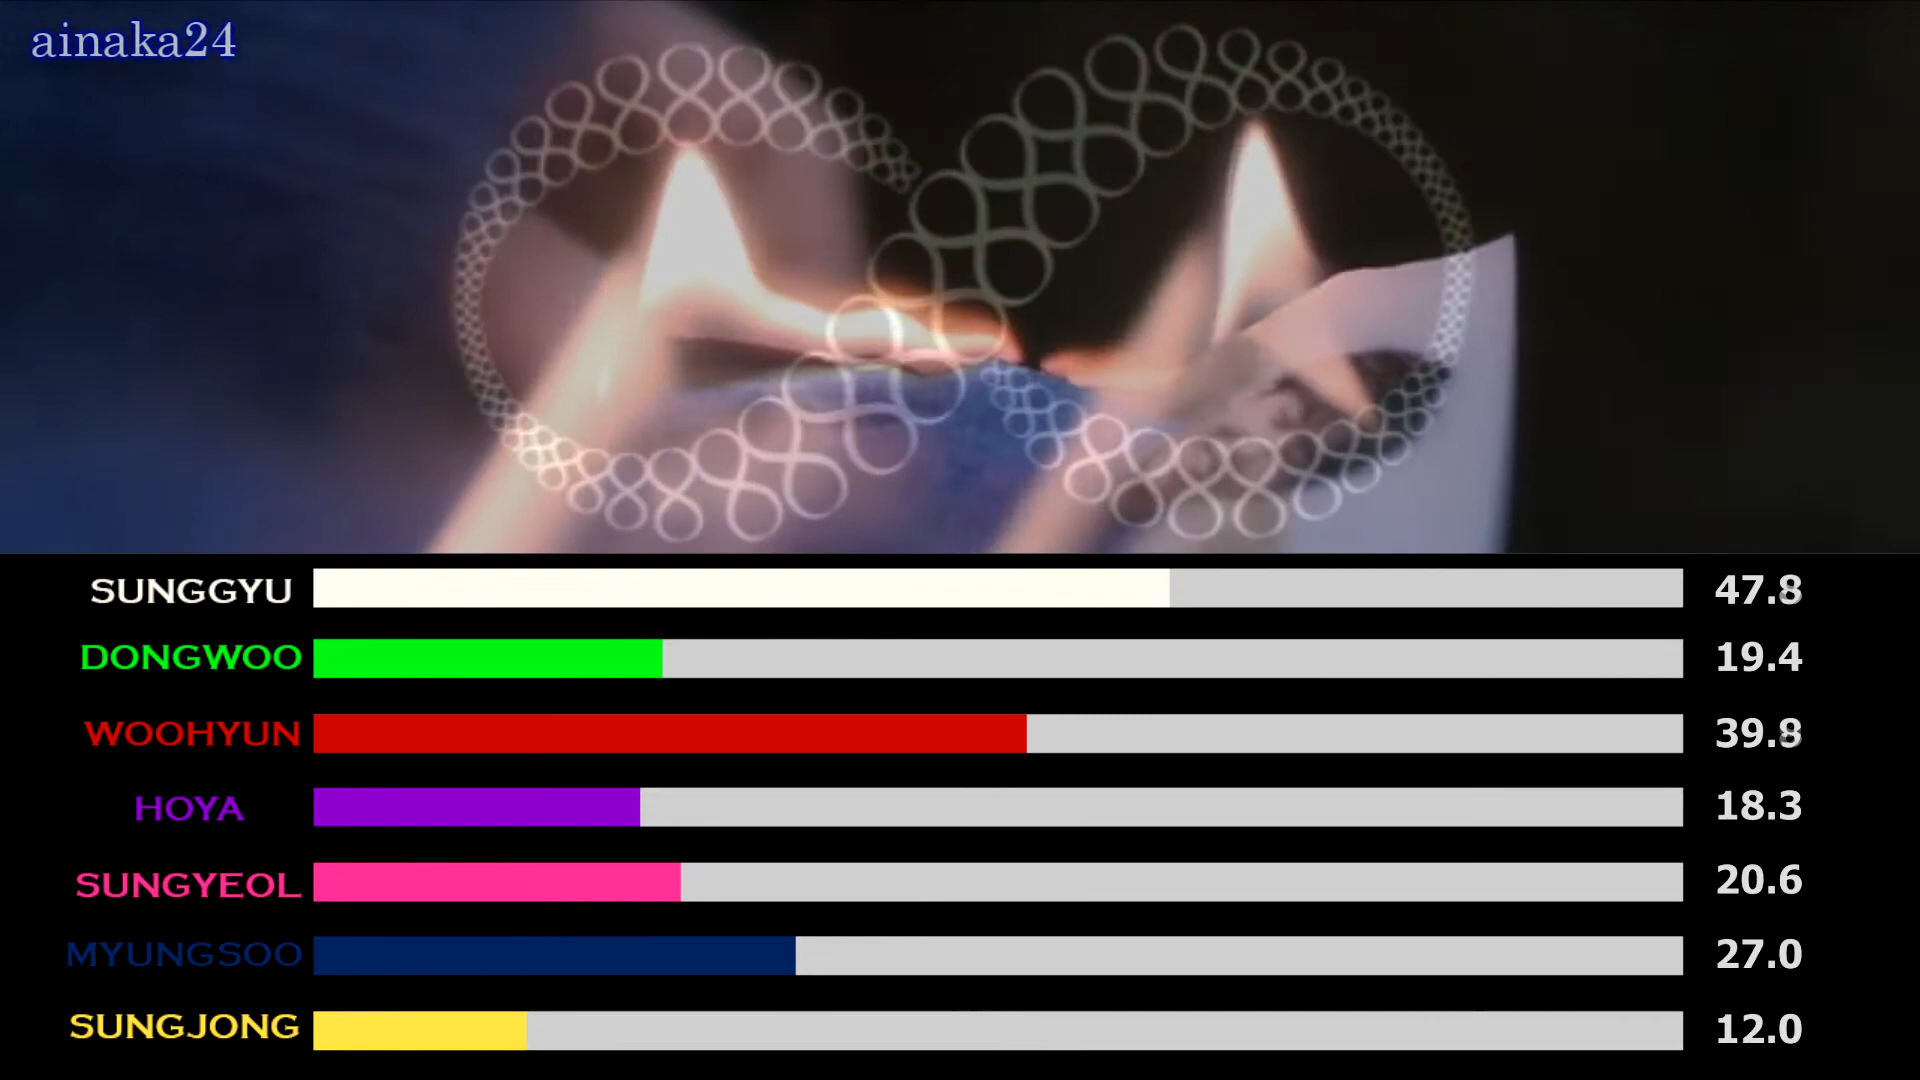 ainaka24
SUNGGYU 47.8
DONGWOO 19.4
WOOHYUN 39.8
HOYA 18.3
SUNGYEOL 20.6
MYUNGSOO 27.0
SUNGJONG 12.0